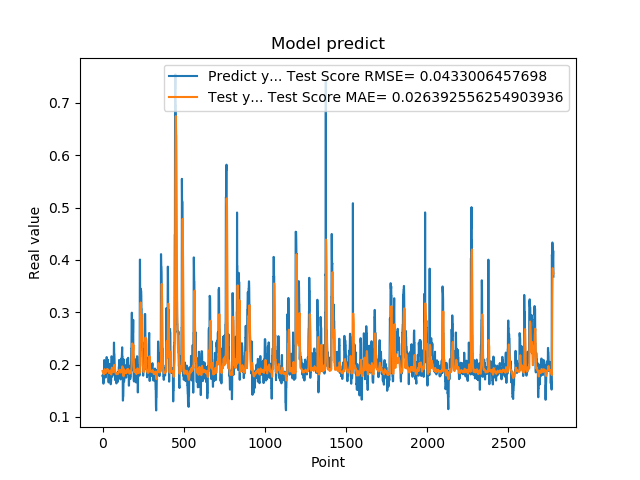 Model predict
Predict y... Test Score RMSE= 0.0433006457698
Test y... Test Score MAE= 0.026392556254903936
Real value
0.7
0.6
0.5
0.4
0.3
0.2
0.1
0 500 1000 1500 2000 2500
Point